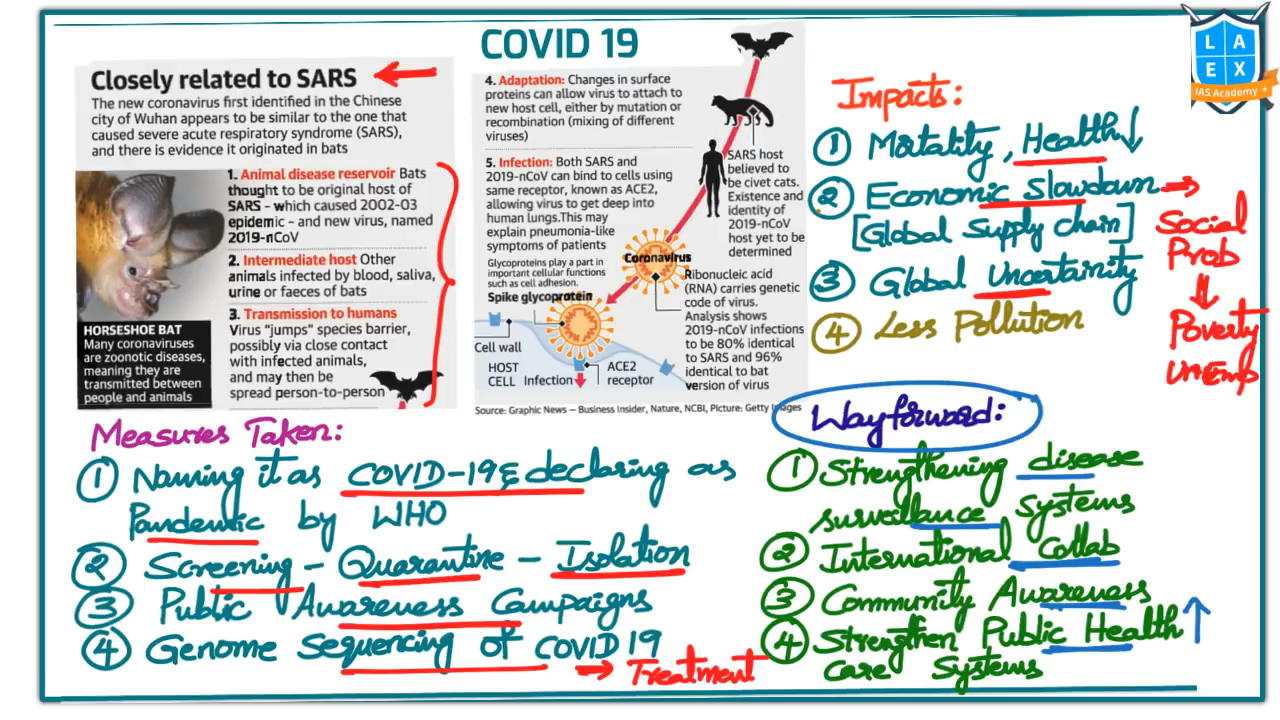 COVID 19
L A
E X
IAS Academy
Closely related to SARS
The new coronavirus first identified in the Chinese
city of Wuhan appears to be similar to the one that
caused severe acute respiratory syndrome (SARS),
and there is evidence it originated in bats
1. Animal disease reservoir Bats
thought to be original host of
SARS - which caused 2002-03
epidemic - and new virus, named
2019-nCoV
2. Intermediate host Other
animals infected by blood, saliva,
urine or faeces of bats
3. Transmission to humans
Virus "jumps" species barrier,
possibly via close contact
with infected animals,
and may then be
spread person-to-person
HORSESHOE BAT
Many coronaviruses
are zoonotic diseases,
meaning they are
transmitted between
people and animals
4. Adaptation: Changes in surface
proteins can allow virus to attach to
new host cell, either by mutation or
recombination (mixing of different
viruses)
5. Infection: Both SARS and
2019-nCoV can bind to cells using
same receptor, known as ACE2,
allowing virus to get deep into
human lungs.This may
explain pneumonia-like
symptoms of patients
Glycoproteins play a part in
important cellular functions
such as cell adhesion.
Spike glycoprotein
Cell wall
HOST
CELL
Infection
ACE2
receptor
SARS host
believed to
be civet cats.
Existence and
identity of
2019-nCoV
host yet to be
determined
Coronavirus
Ribonucleic acid
(RNA) carries genetic
code of virus.
Analysis shows
2019-nCoV infections
to be 80% identical
to SARS and 96%
identical to bat
version of virus
Source: Graphic News — Business Insider, Nature, NCBI, Picture: Getty Images
Impacts:
① Mortality, Health↓
② Economic Slowdown →
[Global Supply chain]
③ Global Uncertainity
④ Less Pollution
Social
Prob
⇓
Poverty
UnEmp
Measures Taken:
① Naming it as COVID-19 & declaring as
Pandemic by WHO
② Screening - Quarantine - Isolation
③ Public Awareness Campaigns
④ Genome Sequencing of COVID 19
→ Treatment
Way forward:
① Strengthening disease
surveillance systems
② International Collab
③ Community Awareness
④ Strengthen Public Health ↑
care Systems